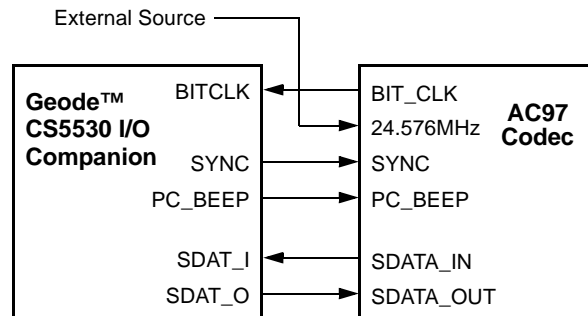 External Source
Geode™
CS5530 I/O
Companion
BITCLK
SYNC
PC_BEEP
SDAT_I
SDAT_O
BIT_CLK
24.576MHz
SYNC
PC_BEEP
SDATA_IN
SDATA_OUT
AC97
Codec